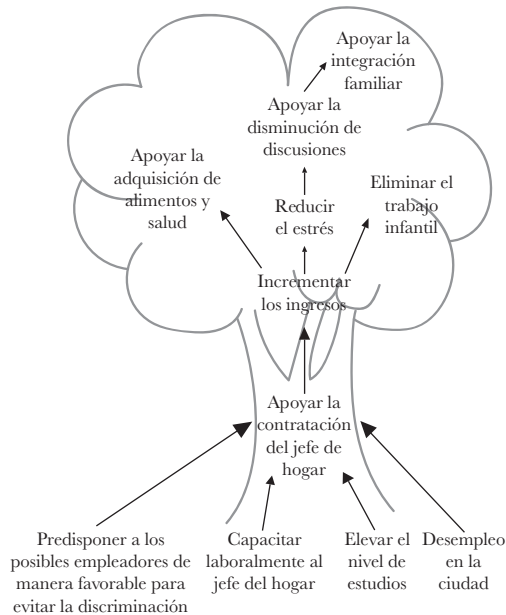 Apoyar la
integración
familiar
Apoyar la
disminución de
discusiones
Apoyar la
adquisición de
alimentos y
salud
Reducir
el estrés
Eliminar el
trabajo
infantil
Incrementar
los ingresos
Apoyar la
contratación
del jefe de
hogar
Predisponer a los
posibles empleadores de
manera favorable para
evitar la discriminación
Capacitar
laboralmente al
jefe del hogar
Elevar el
nivel de
estudios
Desempleo
en la
ciudad